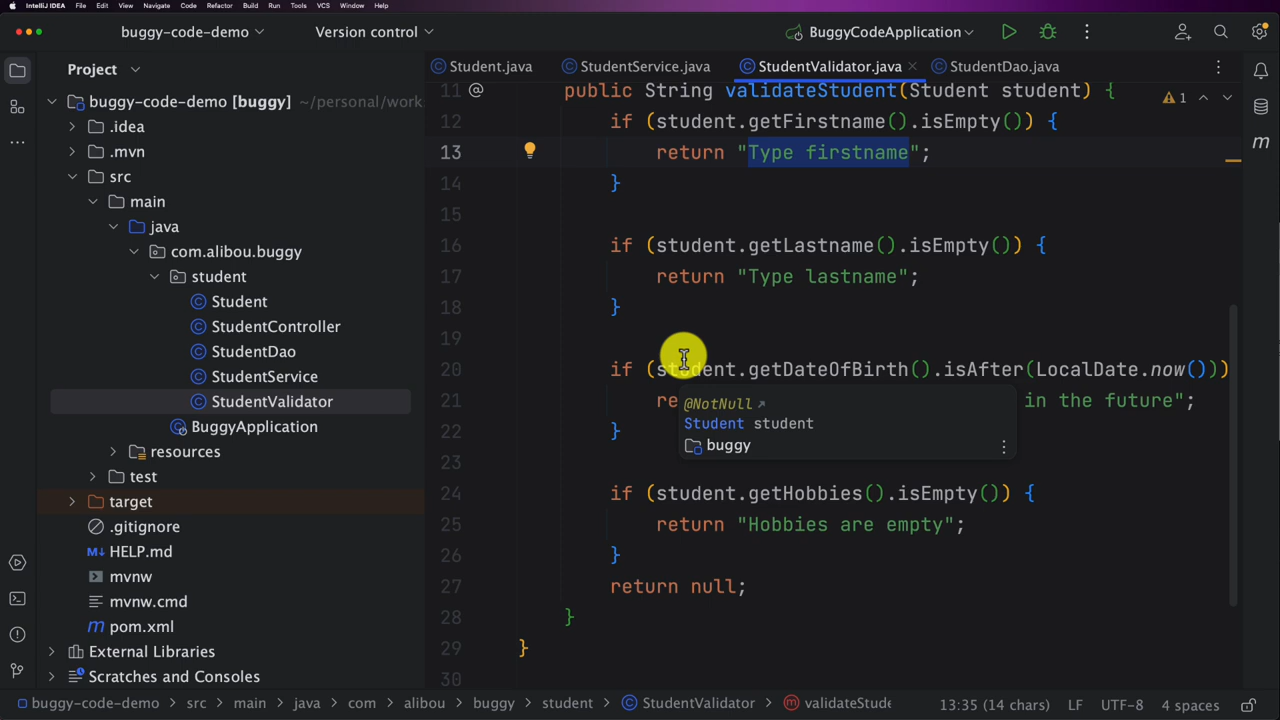 IntelliJ IDEA File Edit View Navigate Code Refactor Build Run Tools VCS Window Help
buggy-code-demo Version control BuggyCodeApplication
Project
Student.java StudentService.java StudentValidator.java StudentDao.java
buggy-code-demo [buggy] ~/personal/work
.idea
.mvn
src
main
java
com.alibou.buggy
student
Student
StudentController
StudentDao
StudentService
StudentValidator
BuggyApplication
resources
test
target
.gitignore
HELP.md
mvnw
mvnw.cmd
pom.xml
External Libraries
Scratches and Consoles
1
11 @ public String validateStudent(Student student) {
12 if (student.getFirstname().isEmpty()) {
13 return "Type firstname";
14 }
15
16 if (student.getLastname().isEmpty()) {
17 return "Type lastname";
18 }
19
20 if (student.getDateOfBirth().isAfter(LocalDate.now()))
21 re in the future";
22 }
23
24 if (student.getHobbies().isEmpty()) {
25 return "Hobbies are empty";
26 }
27 return null;
28 }
29 }
30
@NotNull
Student student
buggy
buggy-code-demo src main java com alibou buggy student StudentValidator validateStude 13:35 (14 chars) LF UTF-8 4 spaces